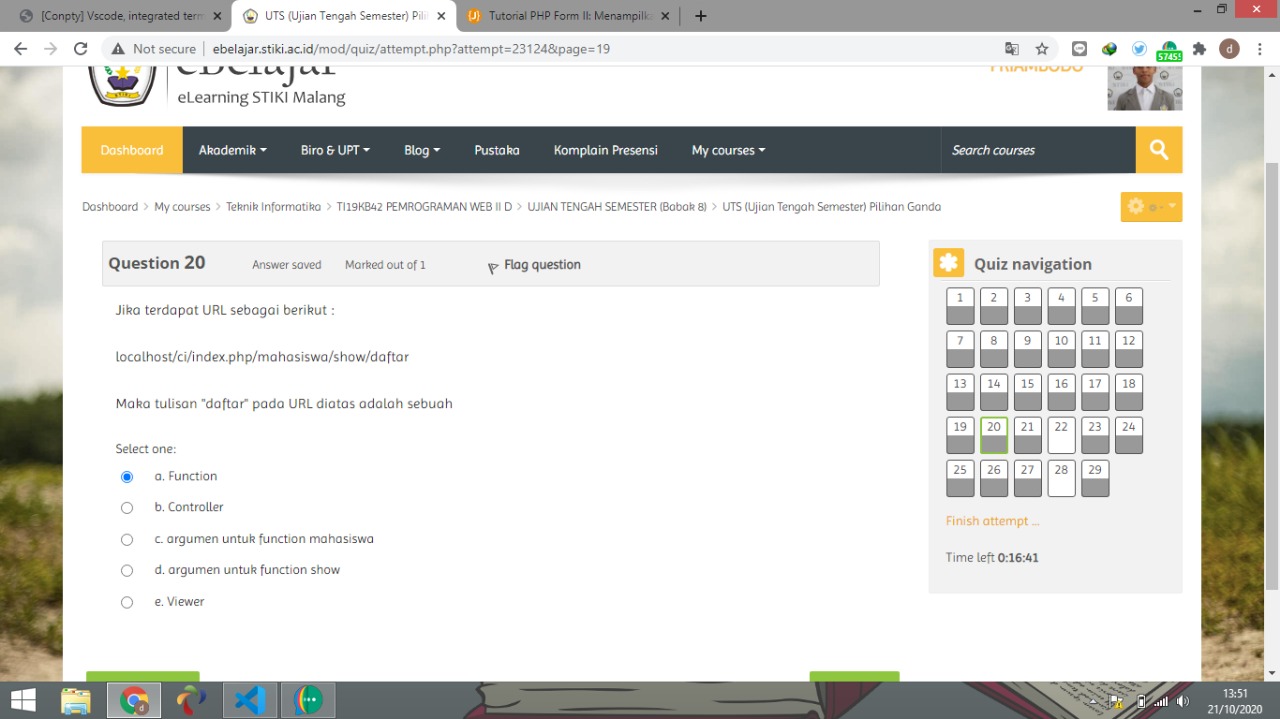 [Conpty] Vscode, integrated term
UTS (Ujian Tengah Semester) Pili
Tutorial PHP Form II: Menampilka
Not secure
ebelajar.stiki.ac.id/mod/quiz/attempt.php?attempt=23124&page=19
57455
d
ebelajar
eLearning STIKI Malang
PRIAMBODO
Dashboard
Akademik
Biro & UPT
Blog
Pustaka
Komplain Presensi
My courses
Search courses
Dashboard > My courses > Teknik Informatika > TI19KB42 PEMROGRAMAN WEB II D > UJIAN TENGAH SEMESTER (Babak 8) > UTS (Ujian Tengah Semester) Pilihan Ganda
Question 20
Answer saved
Marked out of 1
Flag question
Jika terdapat URL sebagai berikut :
localhost/ci/index.php/mahasiswa/show/daftar
Maka tulisan "daftar" pada URL diatas adalah sebuah
Select one:
a. Function
b. Controller
c. argumen untuk function mahasiswa
d. argumen untuk function show
e. Viewer
Quiz navigation
1 2 3 4 5 6
7 8 9 10 11 12
13 14 15 16 17 18
19 20 21 22 23 24
25 26 27 28 29
Finish attempt ...
Time left 0:16:41
13:51
21/10/2020